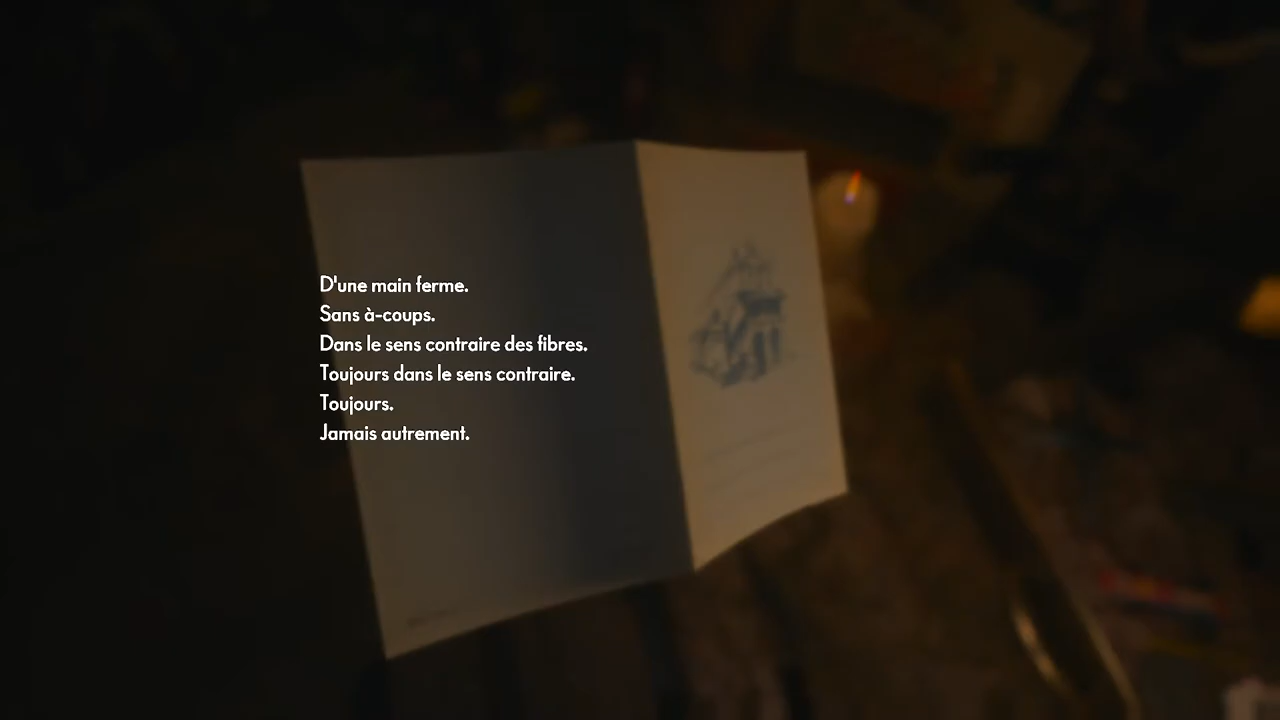 D'une main ferme.
Sans à-coups.
Dans le sens contraire des fibres.
Toujours dans le sens contraire.
Toujours.
Jamais autrement.